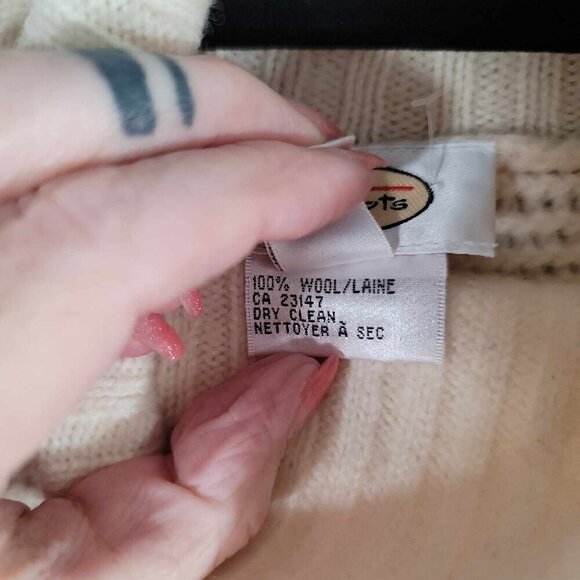 100% WOOL/LAINE
CA 23147
DRY CLEAN
NETTOYER À SEC